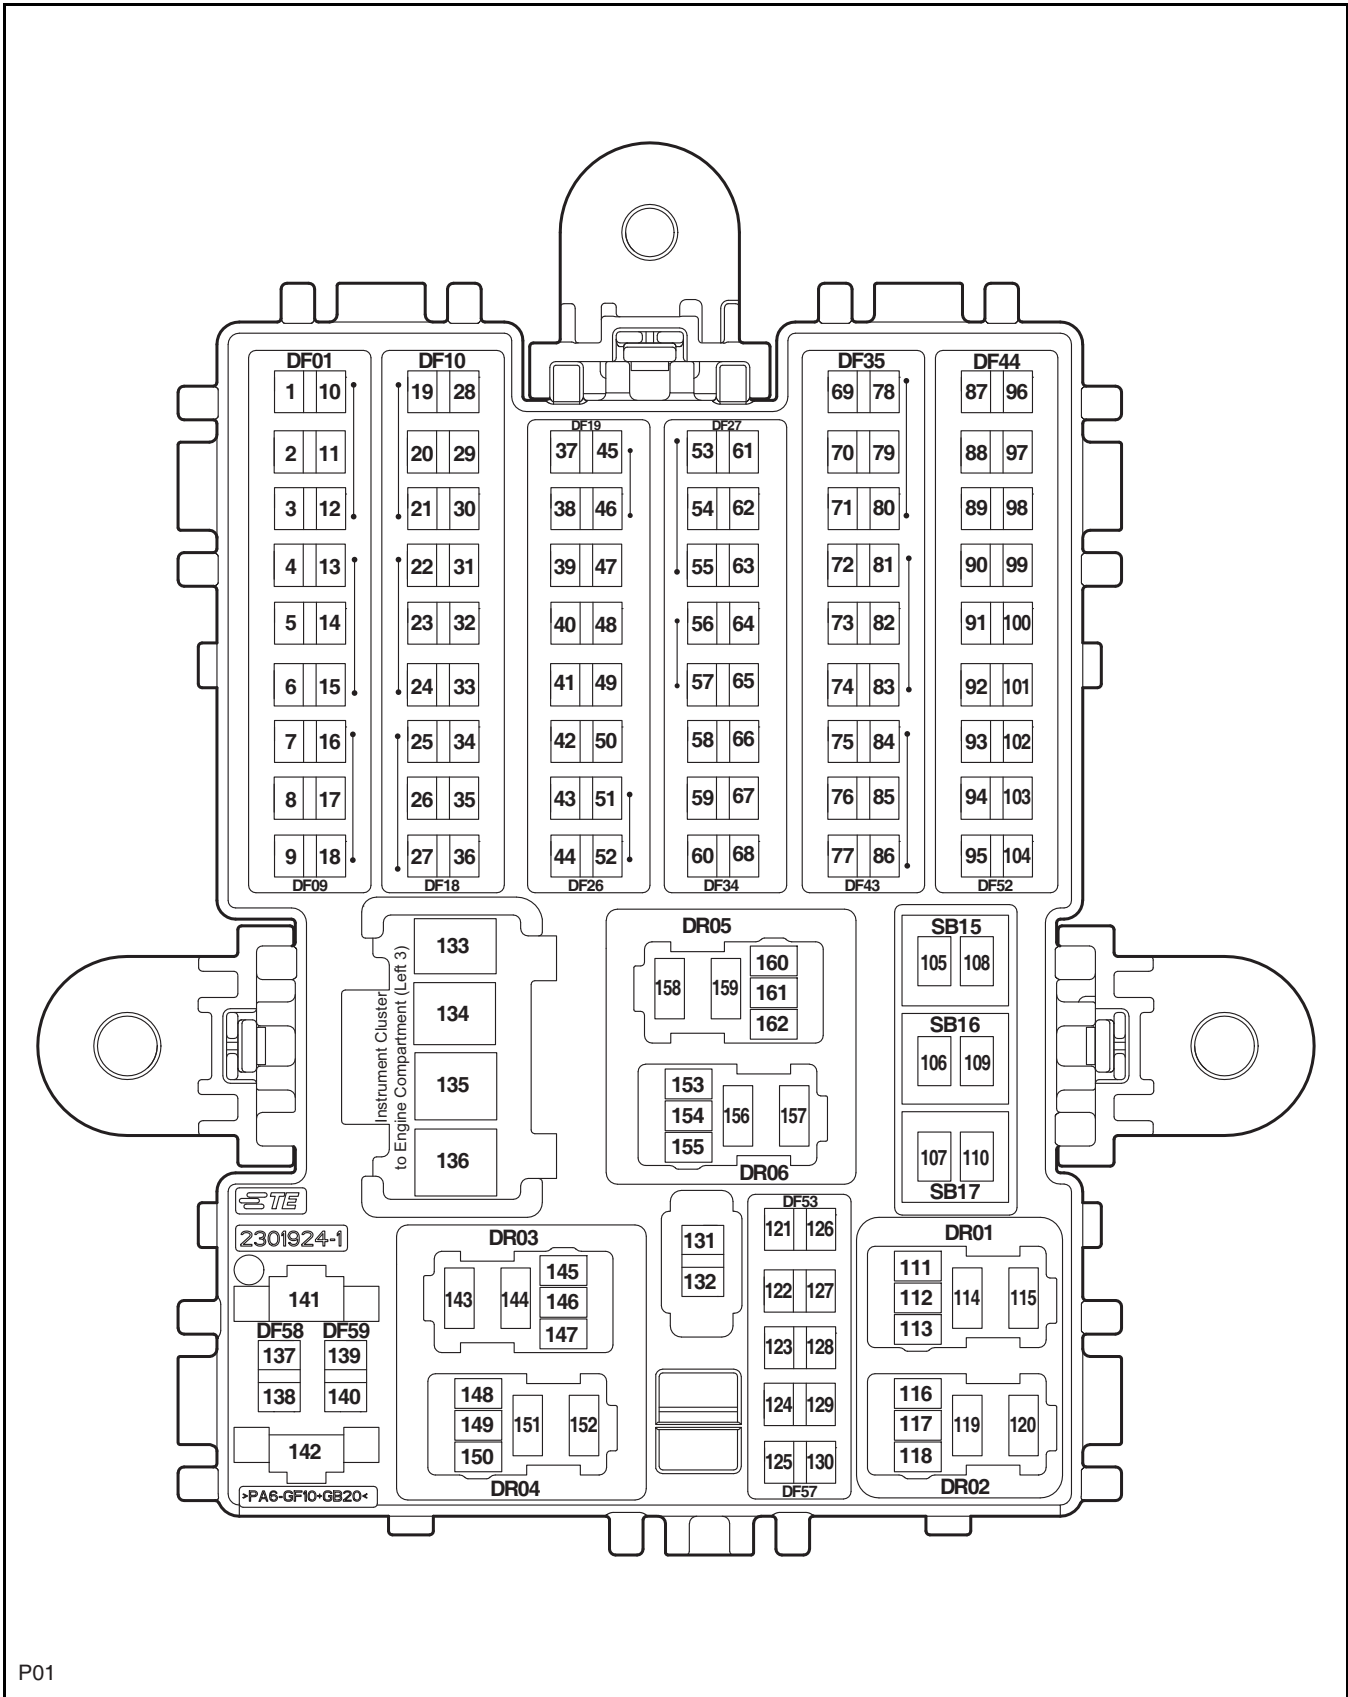 DF01 DF10 DF35 DF44
1 10 19 28 69 78 87 96
DF19 DF27
2 11 20 29 37 45 53 61 70 79 88 97
3 12 21 30 38 46 54 62 71 80 89 98
4 13 22 31 39 47 55 63 72 81 90 99
5 14 23 32 40 48 56 64 73 82 91 100
6 15 24 33 41 49 57 65 74 83 92 101
7 16 25 34 42 50 58 66 75 84 93 102
8 17 26 35 43 51 59 67 76 85 94 103
9 18 27 36 44 52 60 68 77 86 95 104
DF09 DF18 DF26 DF34 DF43 DF52
133
134
135
136
Instrument Cluster
to Engine Compartment (Left 3)
DR05
158 159 160
161
162
153
154 156 157
155
DR06
SB15
105 108
SB16
106 109
107 110
SB17
TE
2301924-1
141
DF58 DF59
137 139
138 140
142
>PA6-GF10+GB20<
DR03
143 144 145
146
147
148
149 151 152
150
DR04
131
132
DF53
121 126
122 127
123 128
124 129
125 130
DF57
DR01
111
112 114 115
113
116
117 119 120
118
DR02
P01